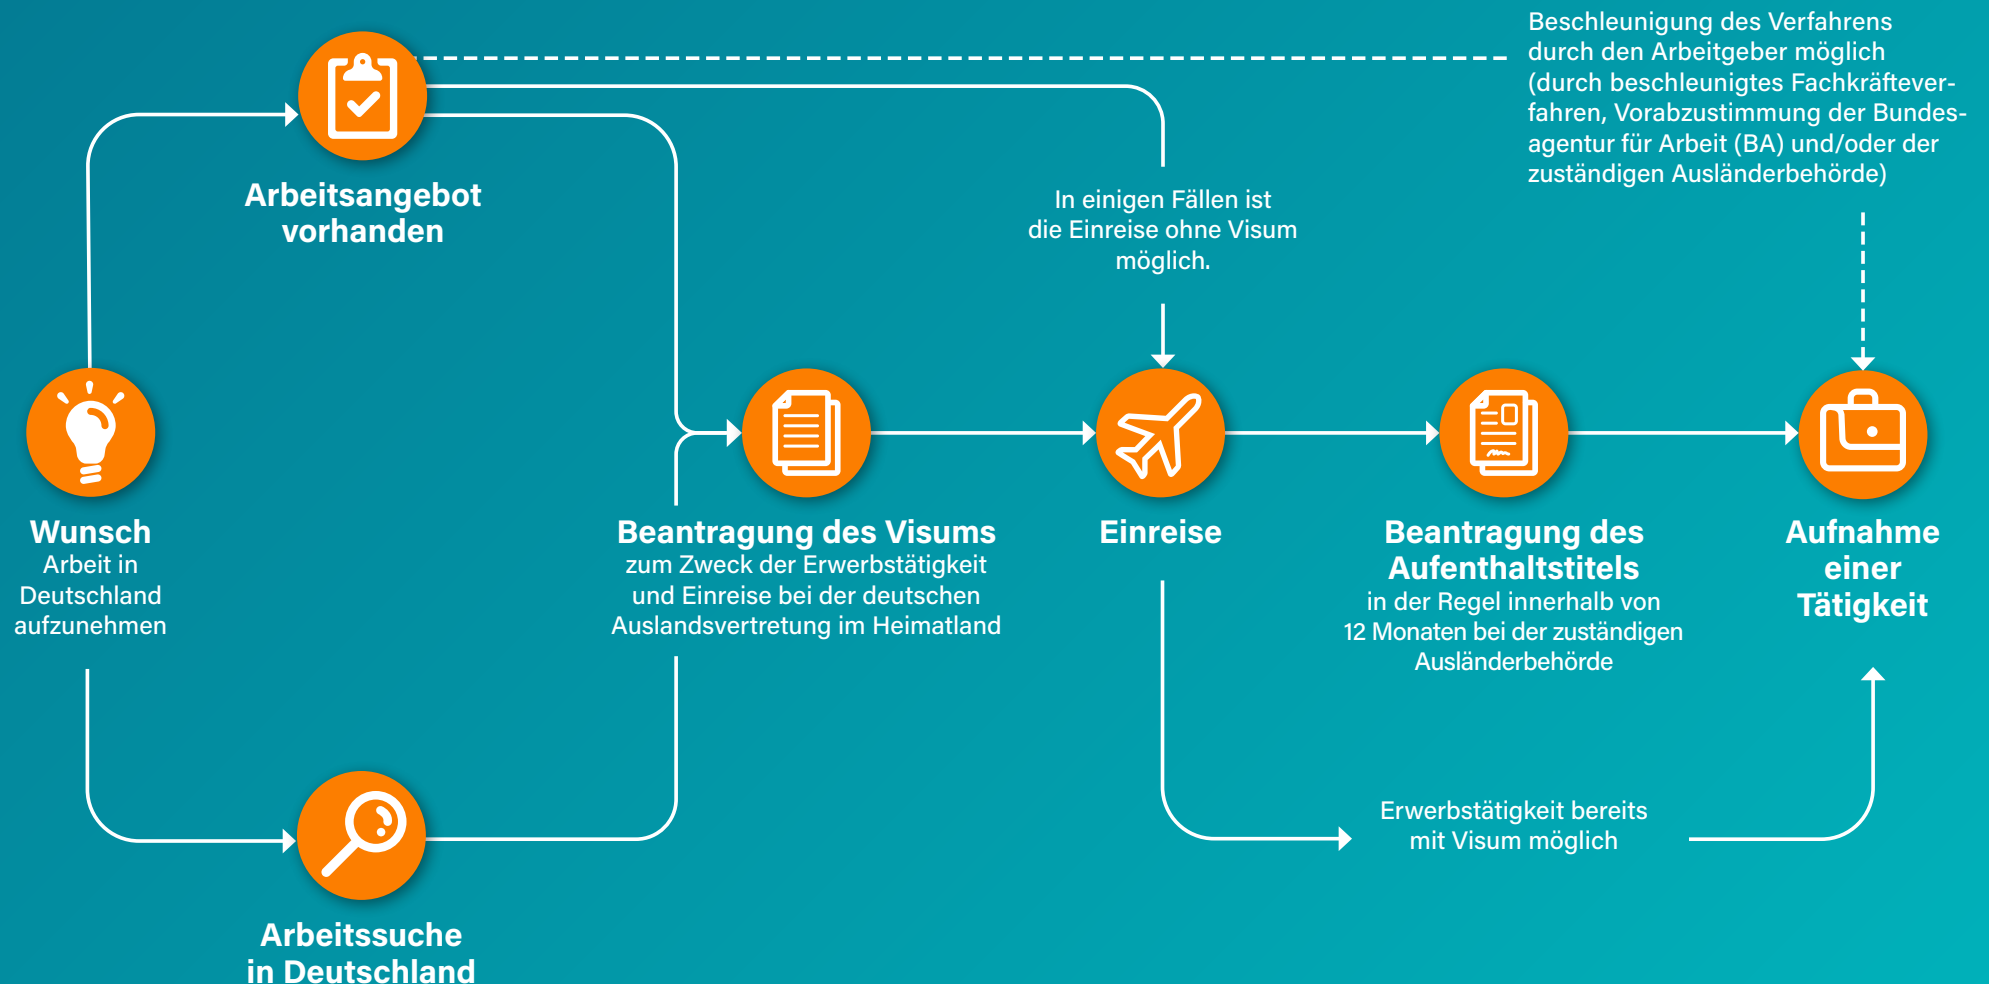 Beschleunigung des Verfahrens
durch den Arbeitgeber möglich
(durch beschleunigtes Fachkräftever-
fahren, Vorabzustimmung der Bundes-
agentur für Arbeit (BA) und/oder der
zuständigen Ausländerbehörde)
Arbeitsangebot
vorhanden
In einigen Fällen ist
die Einreise ohne Visum
möglich.
Wunsch
Arbeit in
Deutschland
aufzunehmen
Beantragung des Visums
zum Zweck der Erwerbstätigkeit
und Einreise bei der deutschen
Auslandsvertretung im Heimatland
Einreise
Beantragung des
Aufenthaltstitels
in der Regel innerhalb von
12 Monaten bei der zuständigen
Ausländerbehörde
Aufnahme
einer
Tätigkeit
Erwerbstätigkeit bereits
mit Visum möglich
Arbeitssuche
in Deutschland